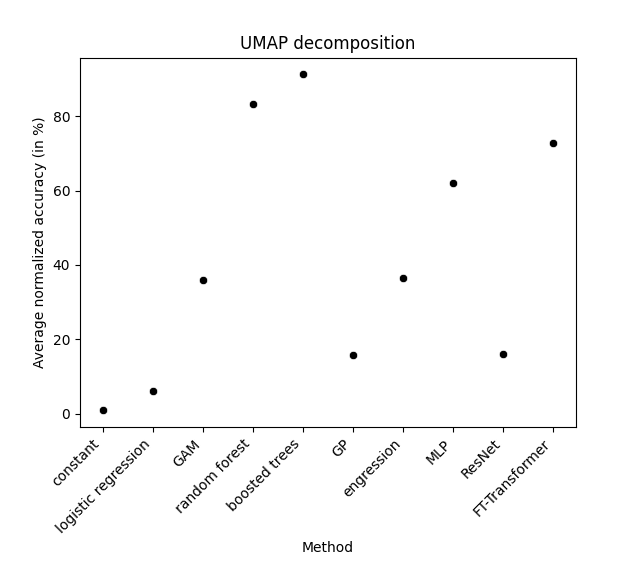 UMAP decomposition
Average normalized accuracy (in %)
80
60
40
20
0
constant
logistic regression
GAM
random forest
boosted trees
GP
engression
MLP
ResNet
FT-Transformer
Method